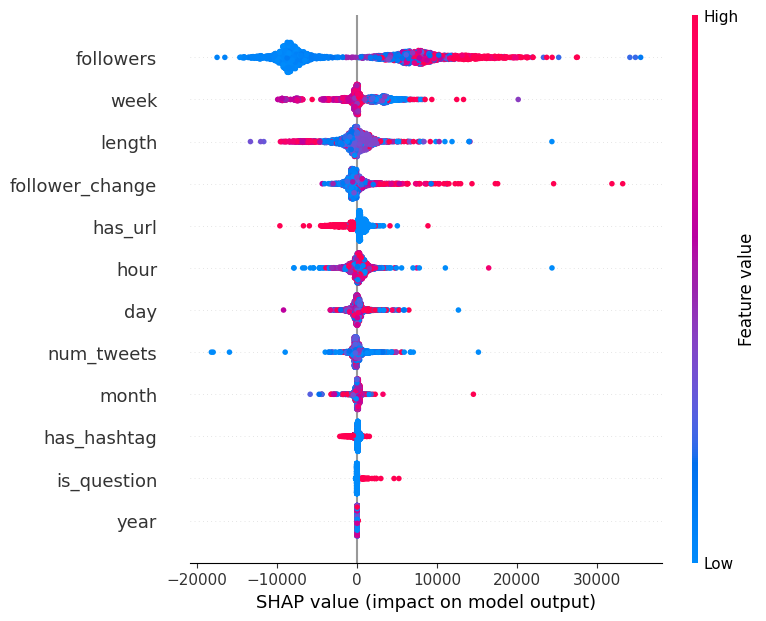 High
followers
week
length
follower_change
has_url
hour
day
num_tweets
month
has_hashtag
is_question
year
Low
Feature value
−20000 −10000 0 10000 20000 30000
SHAP value (impact on model output)